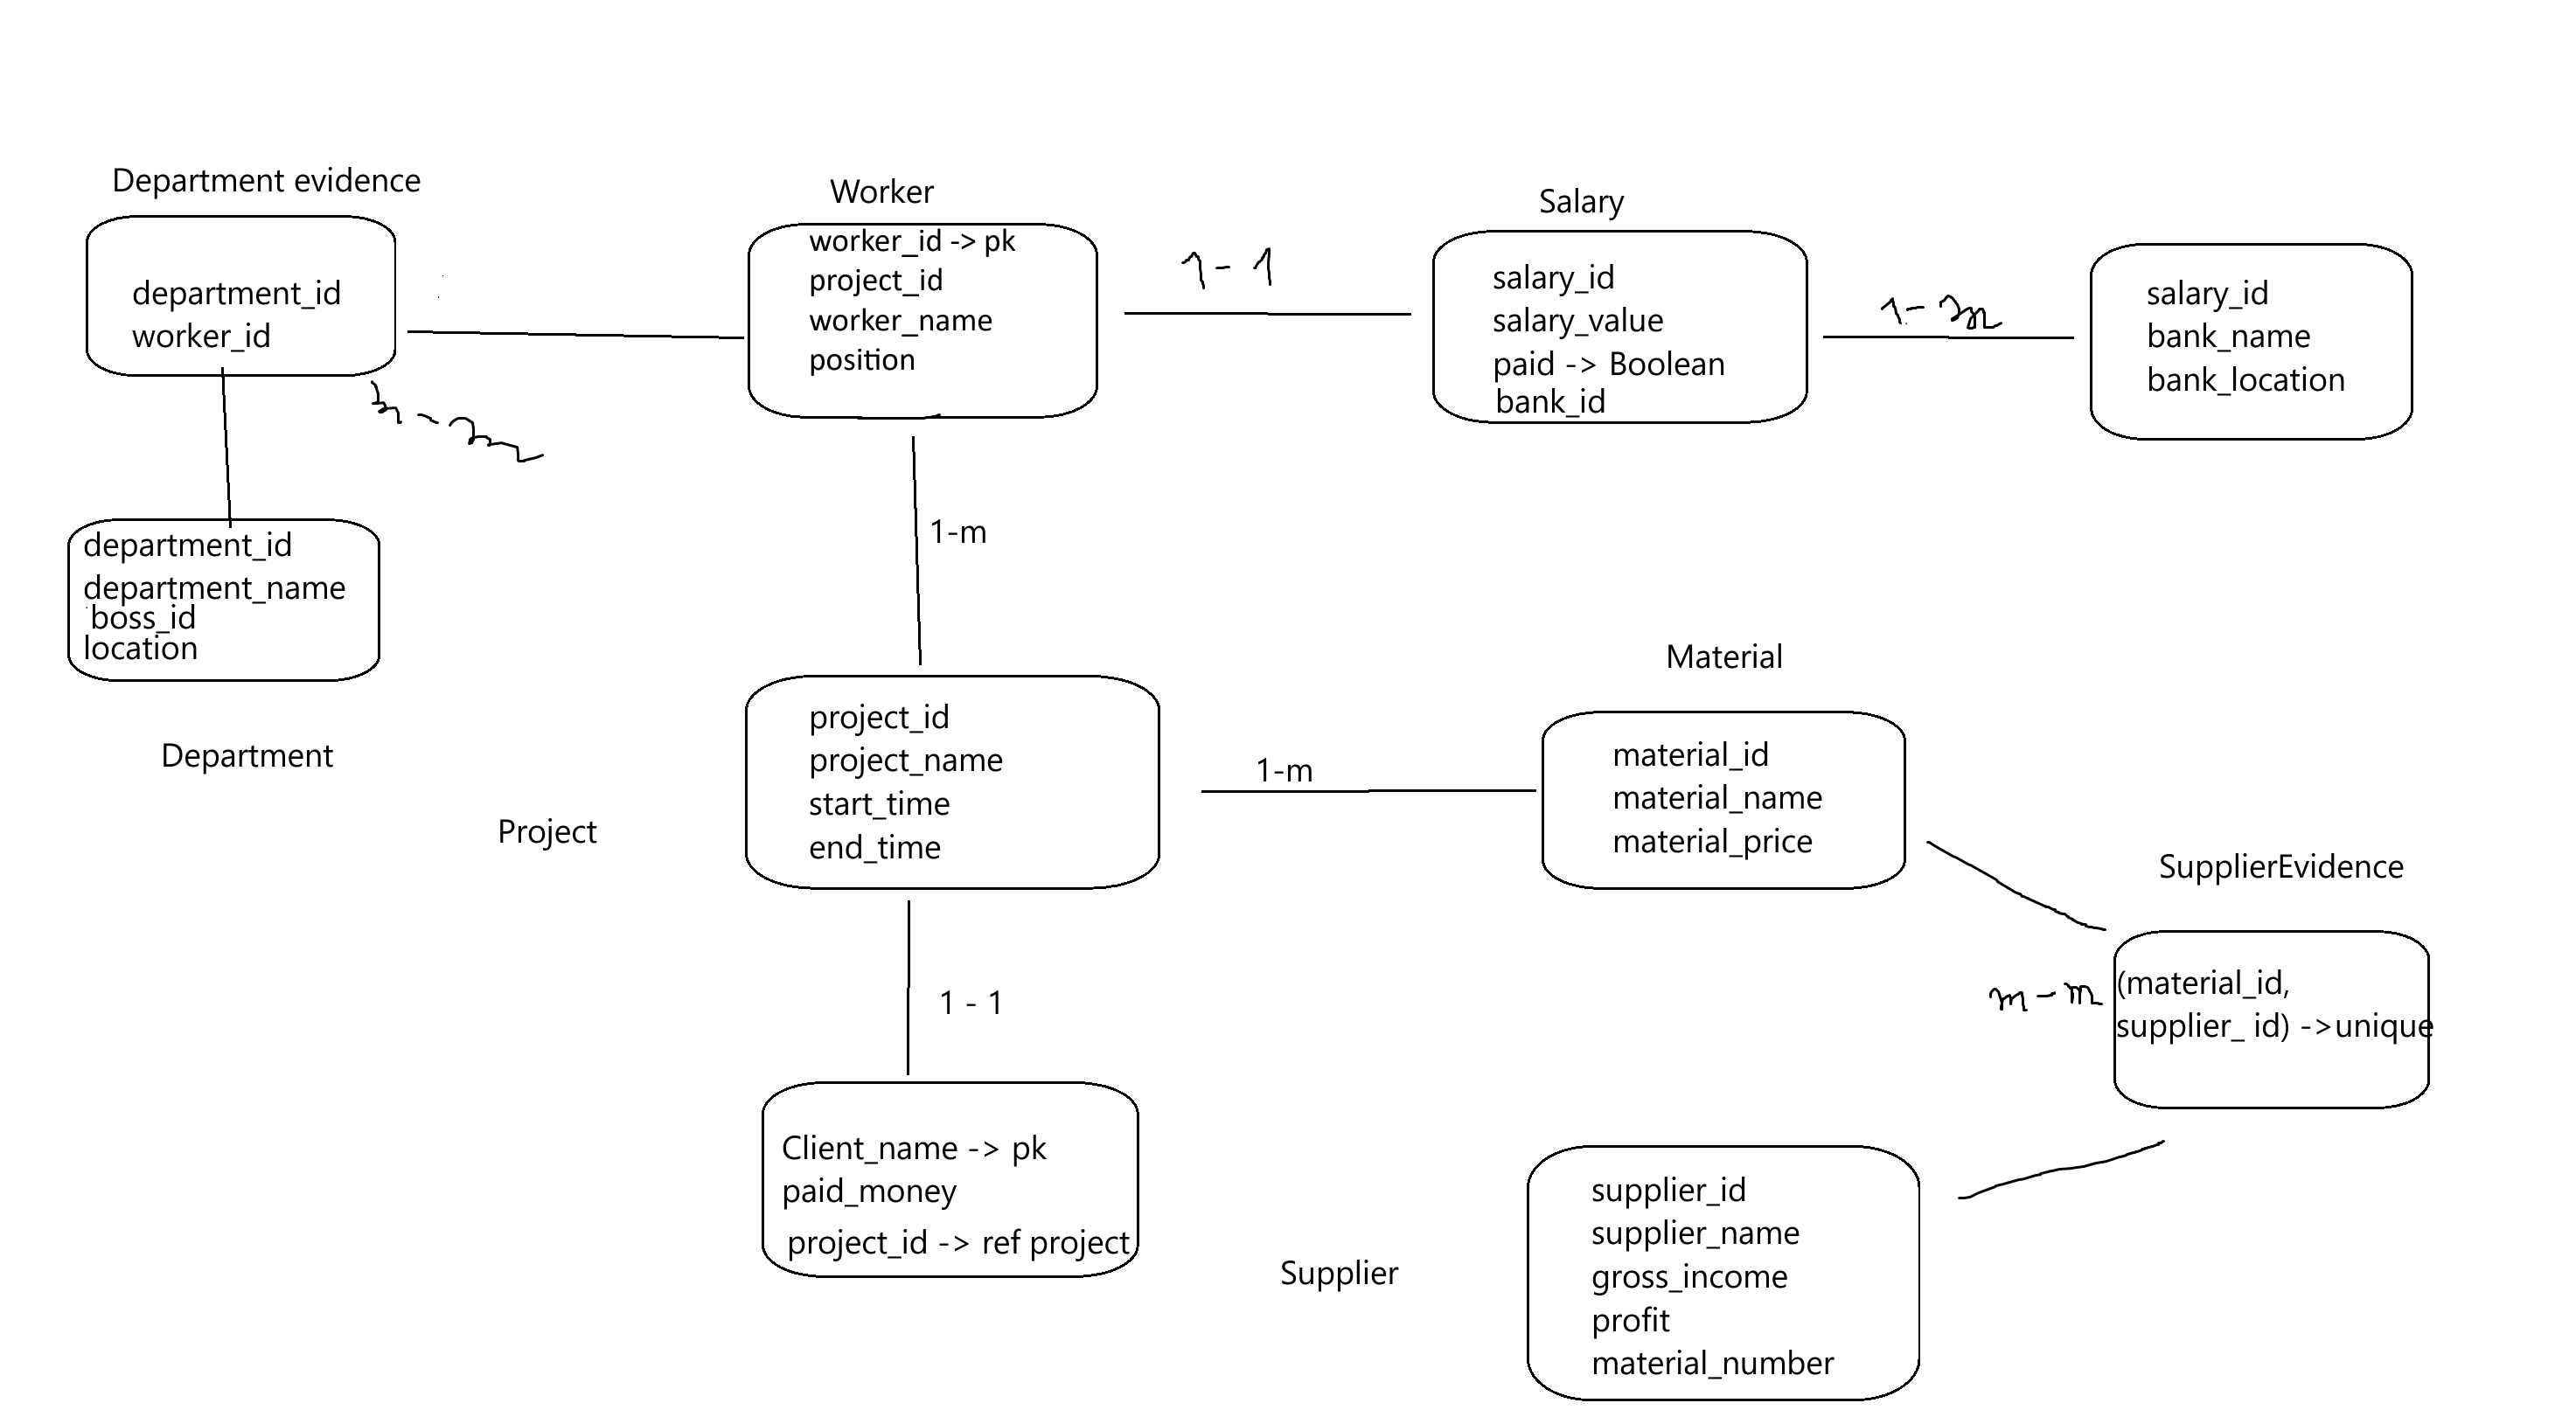 Department evidence
department_id
worker_id
m - m
department_id
department_name
boss_id
location
Department
Worker
worker_id -> pk
project_id
worker_name
position
1 - 1
Salary
salary_id
salary_value
paid -> Boolean
bank_id
1 - m
salary_id
bank_name
bank_location
1-m
Project
project_id
project_name
start_time
end_time
1-m
Material
material_id
material_name
material_price
SupplierEvidence
m - m
(material_id,
supplier_ id) ->unique
1 - 1
Client_name -> pk
paid_money
project_id -> ref project
Supplier
supplier_id
supplier_name
gross_income
profit
material_number